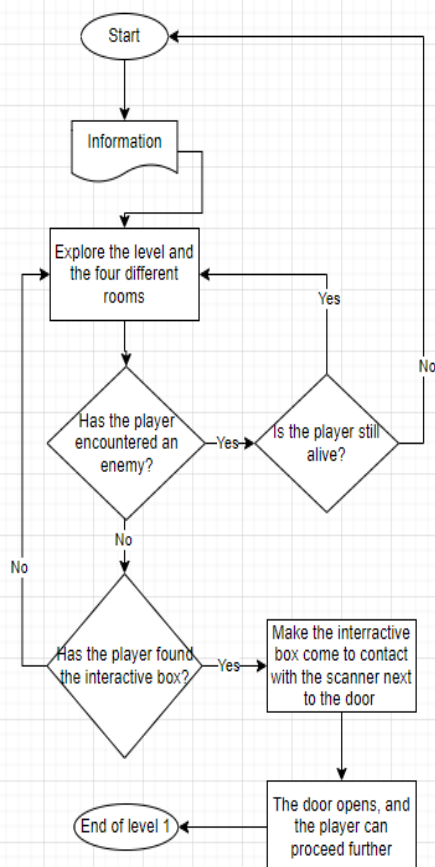 Start
Information
Explore the level and
the four different
rooms
Yes
No
Has the player
encountered an
enemy?
Yes
Is the player still
alive?
No
No
Has the player found
the interactive box?
Yes
Make the interractive
box come to contact
with the scanner next
to the door
The door opens, and
the player can
proceed further
End of level 1